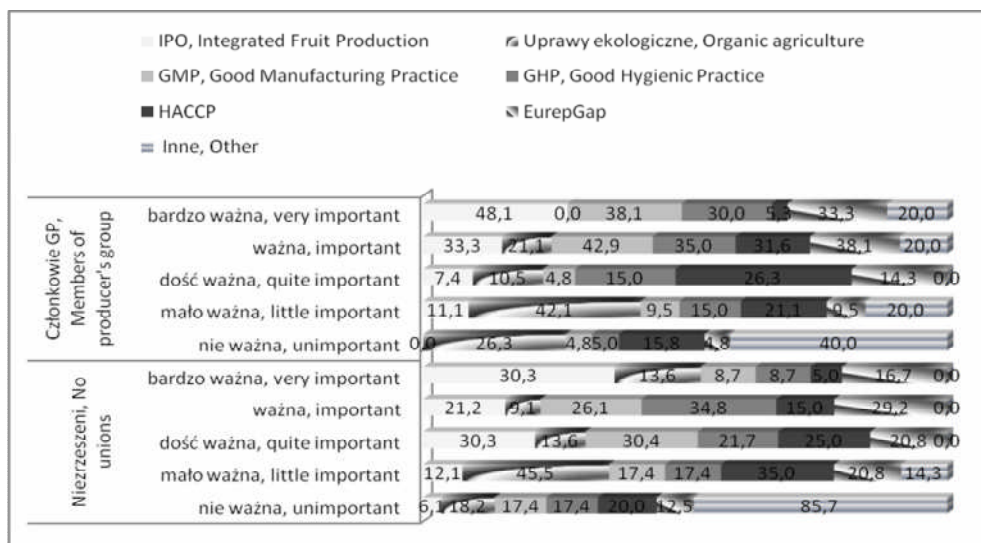 IPO, Integrated Fruit Production Uprawy ekologiczne, Organic agriculture
GMP, Good Manufacturing Practice GHP, Good Hygienic Practice
HACCP EurepGap
Inne, Other
Członkowie GP,
Members of
producer's group
bardzo ważna, very important 48,1 0,0 38,1 30,0 5,3 33,3 20,0
ważna, important 33,3 21,1 42,9 35,0 31,6 38,1 20,0
dość ważna, quite important 7,4 10,5 4,8 15,0 26,3 14,3 0,0
mało ważna, little important 11,1 42,1 9,5 15,0 21,1 9,5 20,0
nie ważna, unimportant 0,0 26,3 4,8 5,0 15,8 4,8 40,0
Niezrzeszeni, No
unions
bardzo ważna, very important 30,3 13,6 8,7 8,7 5,0 16,7 0,0
ważna, important 21,2 9,1 26,1 34,8 15,0 29,2 0,0
dość ważna, quite important 30,3 13,6 30,4 21,7 25,0 20,8 0,0
mało ważna, little important 12,1 45,5 17,4 17,4 35,0 20,8 14,3
nie ważna, unimportant 6,1 18,2 17,4 17,4 20,0 12,5 85,7